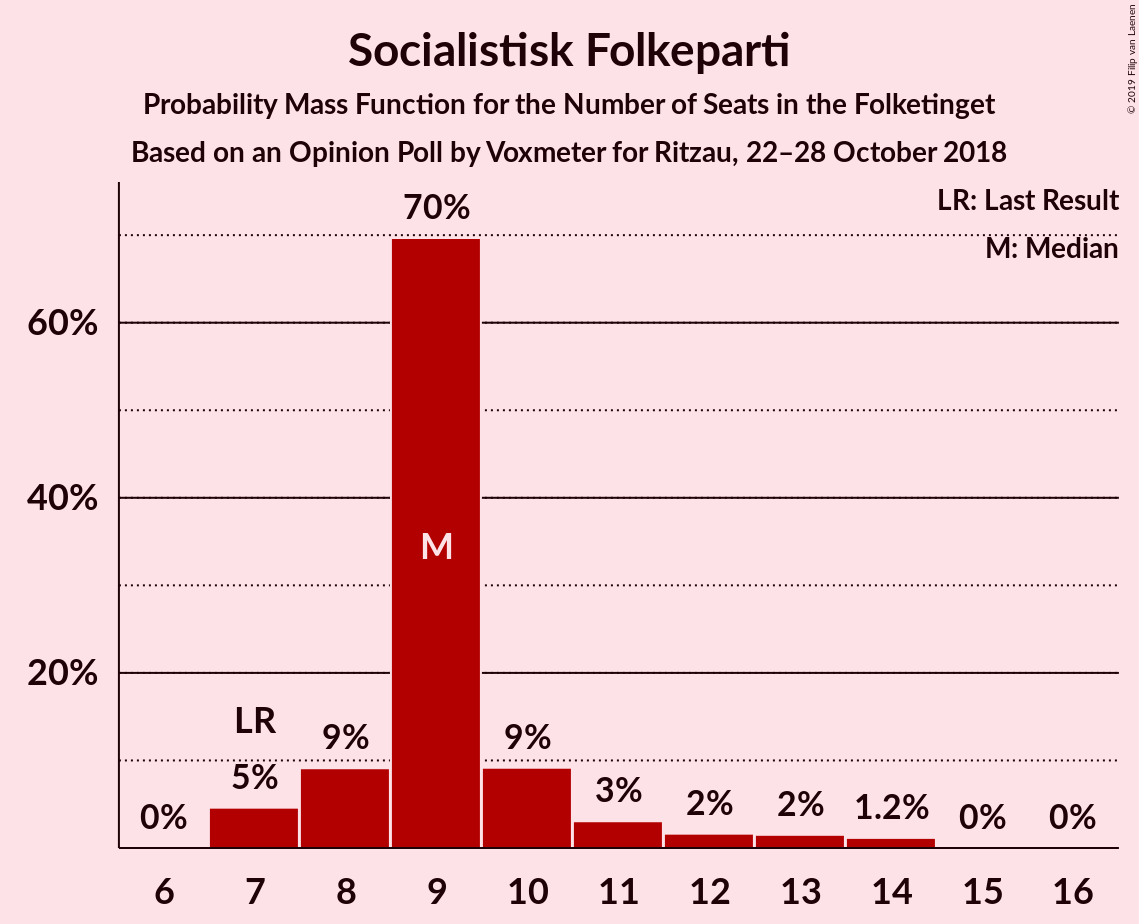 Socialistisk Folkeparti
Probability Mass Function for the Number of Seats in the Folketinget
Based on an Opinion Poll by Voxmeter for Ritzau, 22–28 October 2018
© 2019 Filip van Laenen
LR: Last Result
M: Median
70%
60%
40%
M
20%
LR
9%
9%
5%
3%
2%
2%
1.2%
0%
0%
0%
6 7 8 9 10 11 12 13 14 15 16